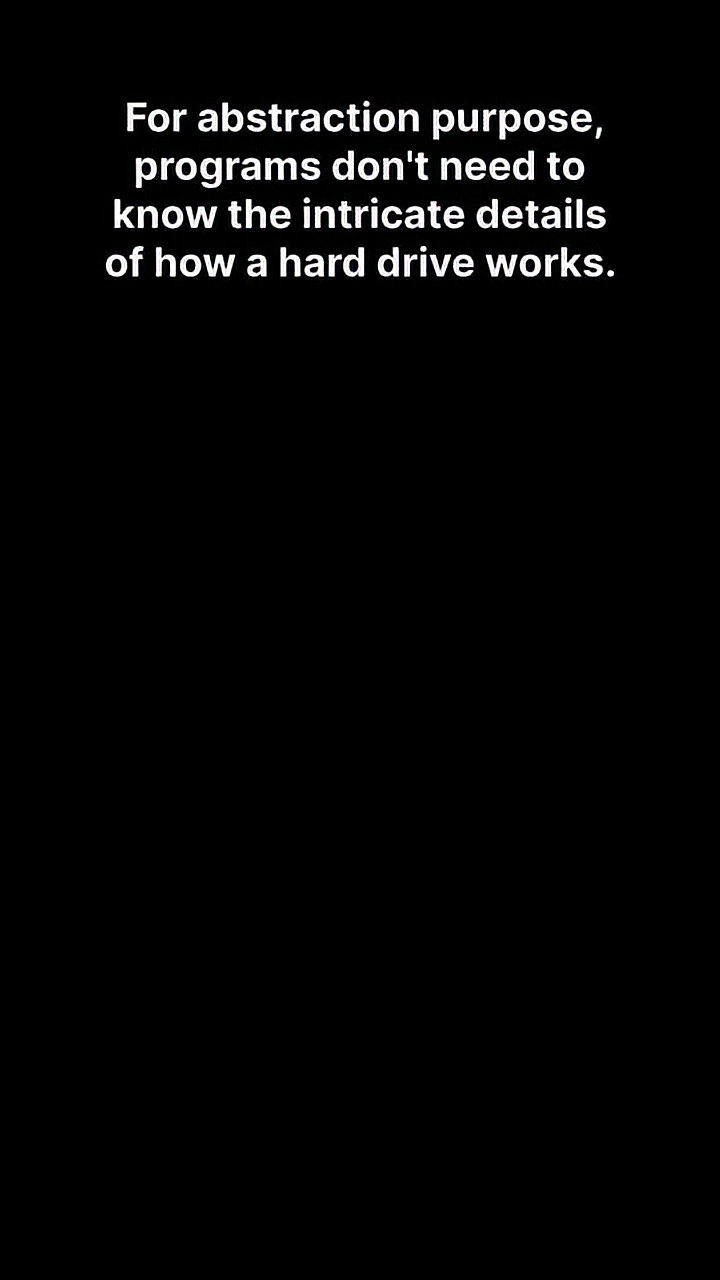 For abstraction purpose,
programs don't need to
know the intricate details
of how a hard drive works.